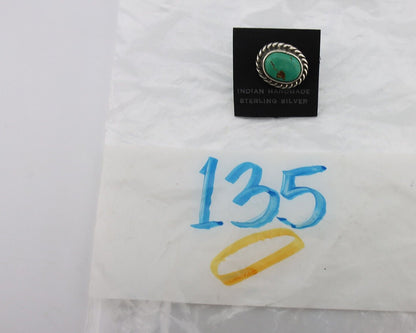 INDIAN HANDMADE
STERLING SILVER
135